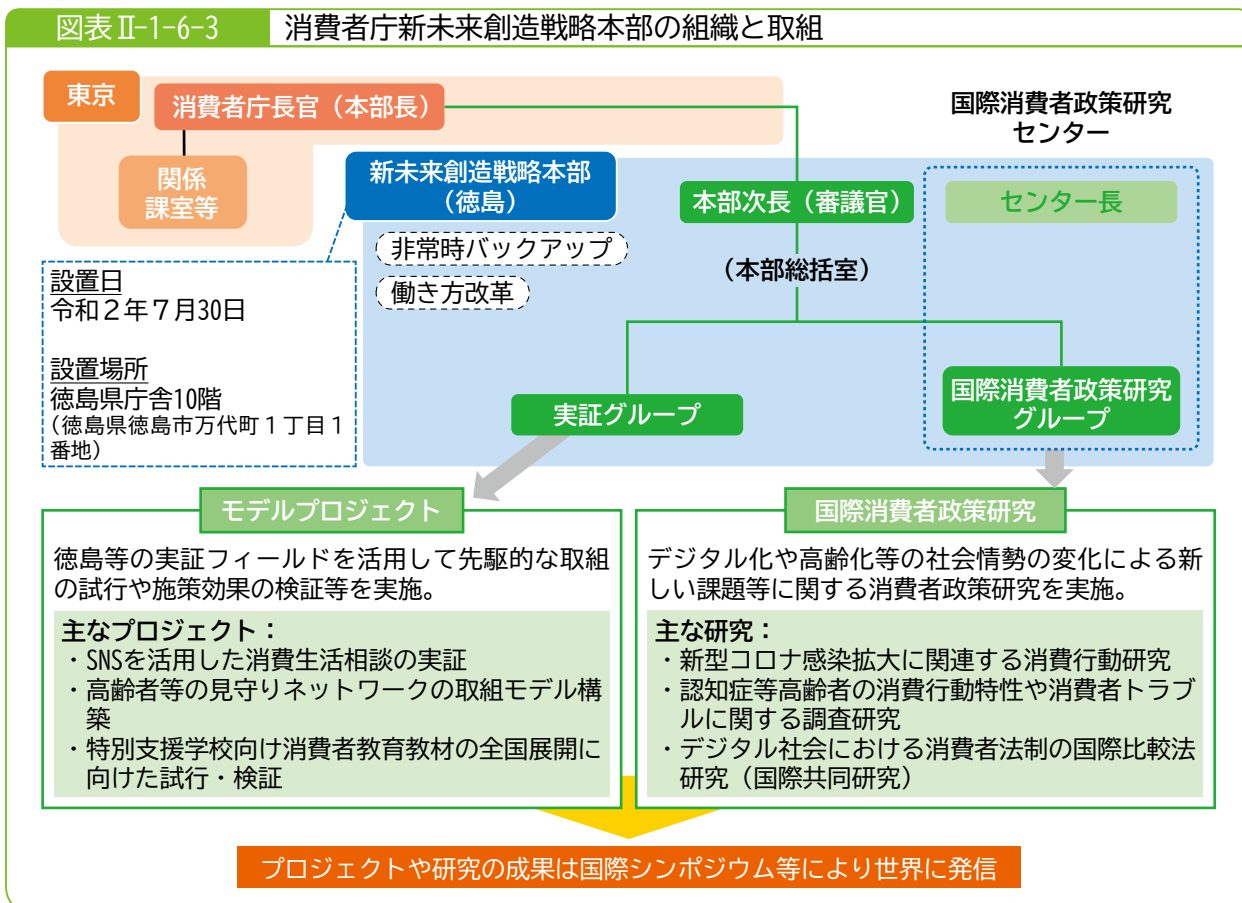 図表Ⅱ-1-6-3 消費者庁新未来創造戦略本部の組織と取組
東京
消費者庁長官（本部長）
関係
課室等
国際消費者政策研究
センター
新未来創造戦略本部
（徳島）
本部次長（審議官）
センター長
非常時バックアップ
働き方改革
（本部総括室）
設置日
令和２年７月30日
設置場所
徳島県庁舎10階
（徳島県徳島市万代町１丁目１
番地）
実証グループ
国際消費者政策研究
グループ
モデルプロジェクト
徳島等の実証フィールドを活用して先駆的な取組
の試行や施策効果の検証等を実施。
主なプロジェクト：
・SNSを活用した消費生活相談の実証
・高齢者等の見守りネットワークの取組モデル構
築
・特別支援学校向け消費者教育教材の全国展開に
向けた試行・検証
国際消費者政策研究
デジタル化や高齢化等の社会情勢の変化による新
しい課題等に関する消費者政策研究を実施。
主な研究：
・新型コロナ感染拡大に関連する消費行動研究
・認知症等高齢者の消費行動特性や消費者トラブ
ルに関する調査研究
・デジタル社会における消費者法制の国際比較法
研究（国際共同研究）
プロジェクトや研究の成果は国際シンポジウム等により世界に発信